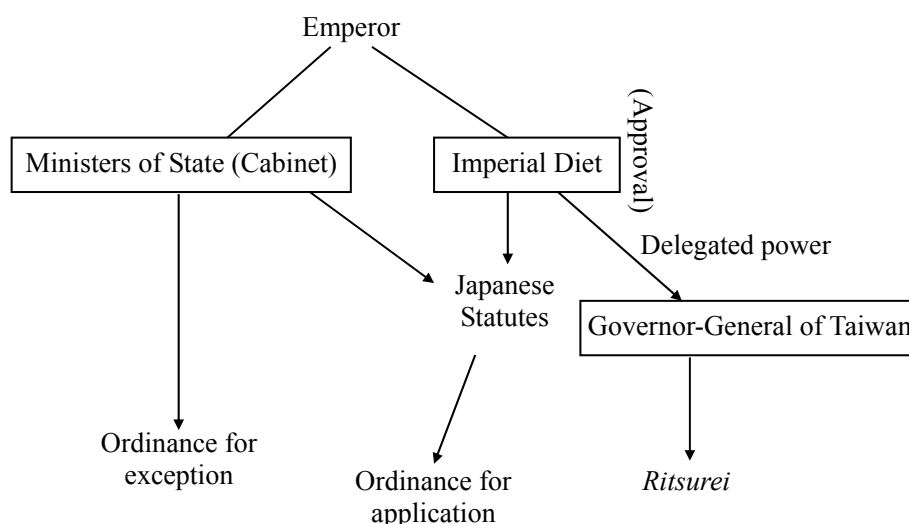 Emperor
(Approval)
Ministers of State (Cabinet)
Imperial Diet
Delegated power
Japanese
Statutes
Governor-General of Taiwan
Ordinance for
exception
Ordinance for
application
Ritsurei